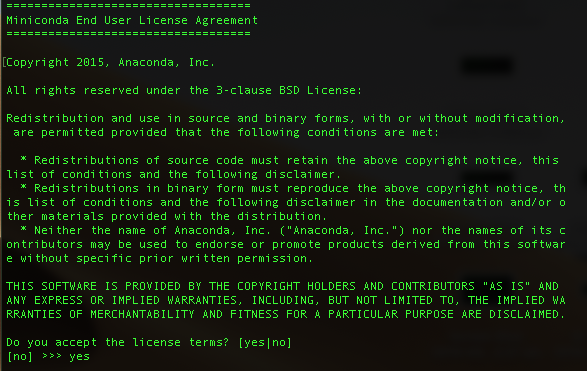 ===================================
Miniconda End User License Agreement
===================================
Copyright 2015, Anaconda, Inc.
All rights reserved under the 3-clause BSD License:
Redistribution and use in source and binary forms, with or without modification,
are permitted provided that the following conditions are met:
* Redistributions of source code must retain the above copyright notice, this
list of conditions and the following disclaimer.
* Redistributions in binary form must reproduce the above copyright notice, th
is list of conditions and the following disclaimer in the documentation and/or o
ther materials provided with the distribution.
* Neither the name of Anaconda, Inc. ("Anaconda, Inc.") nor the names of its c
ontributors may be used to endorse or promote products derived from this softwar
e without specific prior written permission.
THIS SOFTWARE IS PROVIDED BY THE COPYRIGHT HOLDERS AND CONTRIBUTORS "AS IS" AND
ANY EXPRESS OR IMPLIED WARRANTIES, INCLUDING, BUT NOT LIMITED TO, THE IMPLIED WA
RRANTIES OF MERCHANTABILITY AND FITNESS FOR A PARTICULAR PURPOSE ARE DISCLAIMED.
Do you accept the license terms? [yes|no]
[no] >>> yes